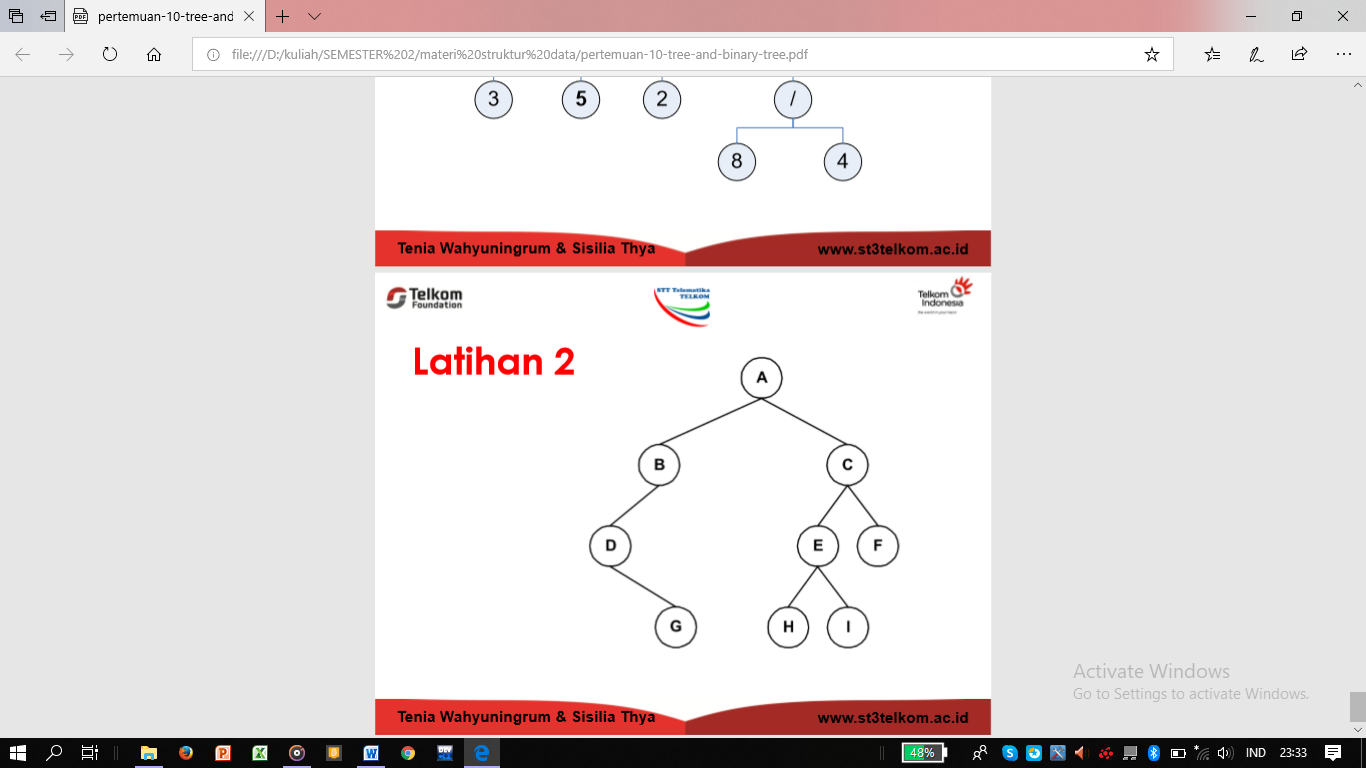 pertemuan-10-tree-and
file:///D:/kuliah/SEMESTER%202/materi%20struktur%20data/pertemuan-10-tree-and-binary-tree.pdf
3 5 2 /
8 4
Tenia Wahyuningrum & Sisilia Thya www.st3telkom.ac.id
Telkom
Foundation
STT Telematika
TELKOM
Telkom
Indonesia
Latihan 2
A
B C
D E F
G H I
Activate Windows
Go to Settings to activate Windows.
Tenia Wahyuningrum & Sisilia Thya www.st3telkom.ac.id
48% IND 23:33